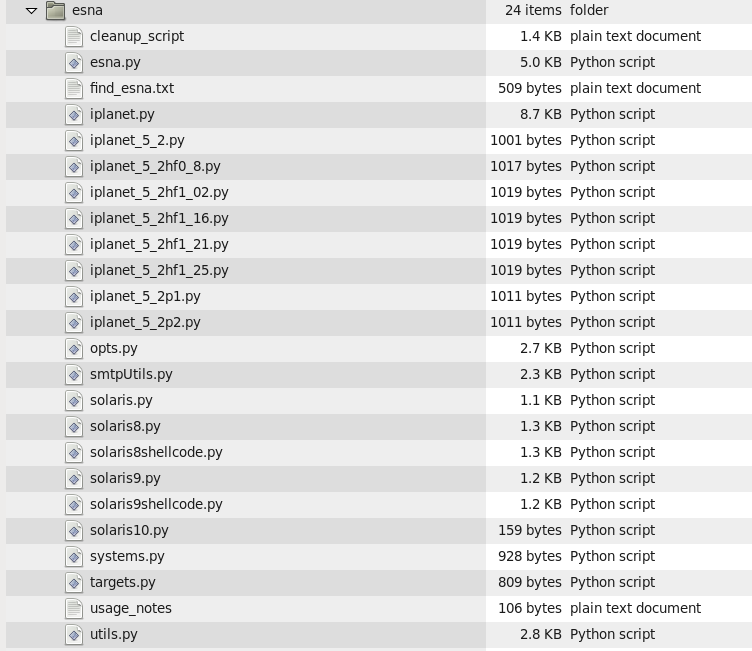 esna 24 items folder
cleanup_script 1.4 KB plain text document
esna.py 5.0 KB Python script
find_esna.txt 509 bytes plain text document
iplanet.py 8.7 KB Python script
iplanet_5_2.py 1001 bytes Python script
iplanet_5_2hf0_8.py 1017 bytes Python script
iplanet_5_2hf1_02.py 1019 bytes Python script
iplanet_5_2hf1_16.py 1019 bytes Python script
iplanet_5_2hf1_21.py 1019 bytes Python script
iplanet_5_2hf1_25.py 1019 bytes Python script
iplanet_5_2p1.py 1011 bytes Python script
iplanet_5_2p2.py 1011 bytes Python script
opts.py 2.7 KB Python script
smtpUtils.py 2.3 KB Python script
solaris.py 1.1 KB Python script
solaris8.py 1.3 KB Python script
solaris8shellcode.py 1.3 KB Python script
solaris9.py 1.2 KB Python script
solaris9shellcode.py 1.2 KB Python script
solaris10.py 159 bytes Python script
systems.py 928 bytes Python script
targets.py 809 bytes Python script
usage_notes 106 bytes plain text document
utils.py 2.8 KB Python script